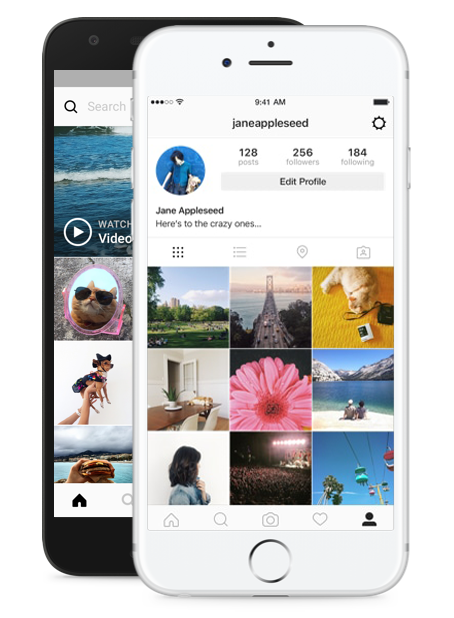 Search
WATCH
Video
9:41 AM
janeappleseed
128 256 184
posts followers following
Edit Profile
Jane Appleseed
Here's to the crazy ones...